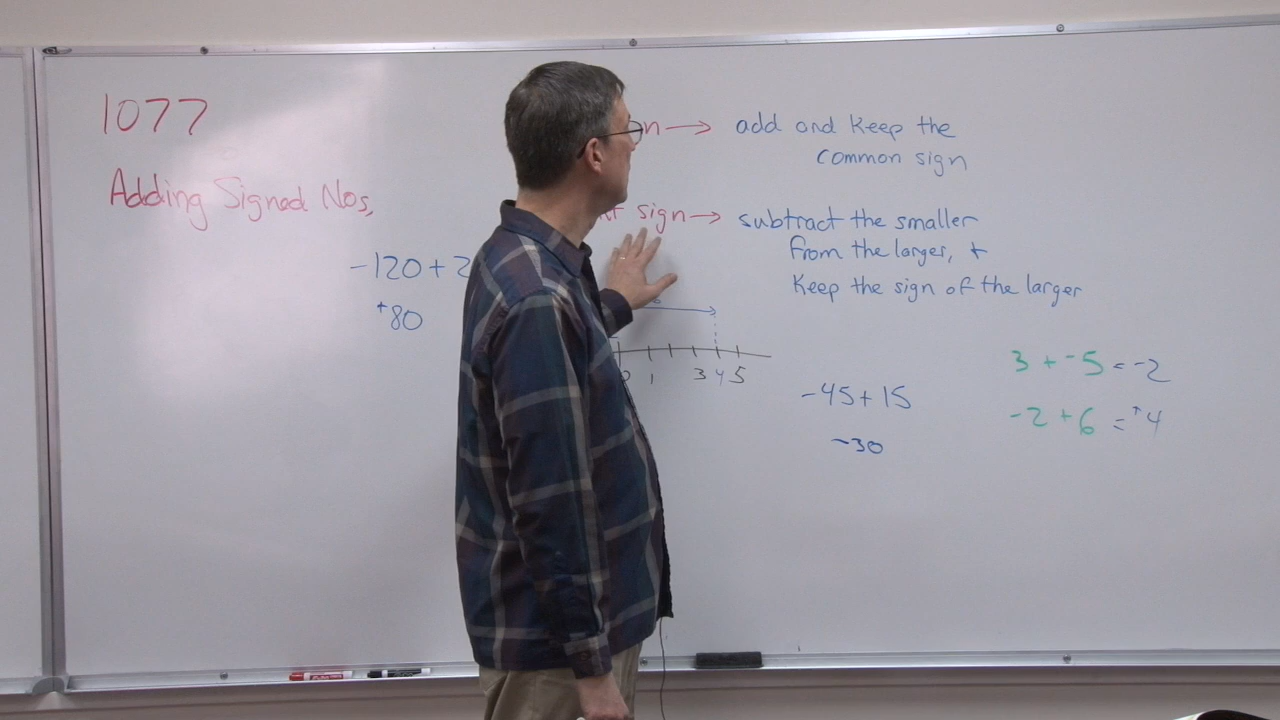 1077
Adding Signed Nos,
add and keep the
common sign
sign → subtract the smaller
from the larger, +
keep the sign of the larger
-120 + 2
+80
0 1 3 4 5
-45 + 15
-30
3 + -5 = -2
-2 + 6 = +4